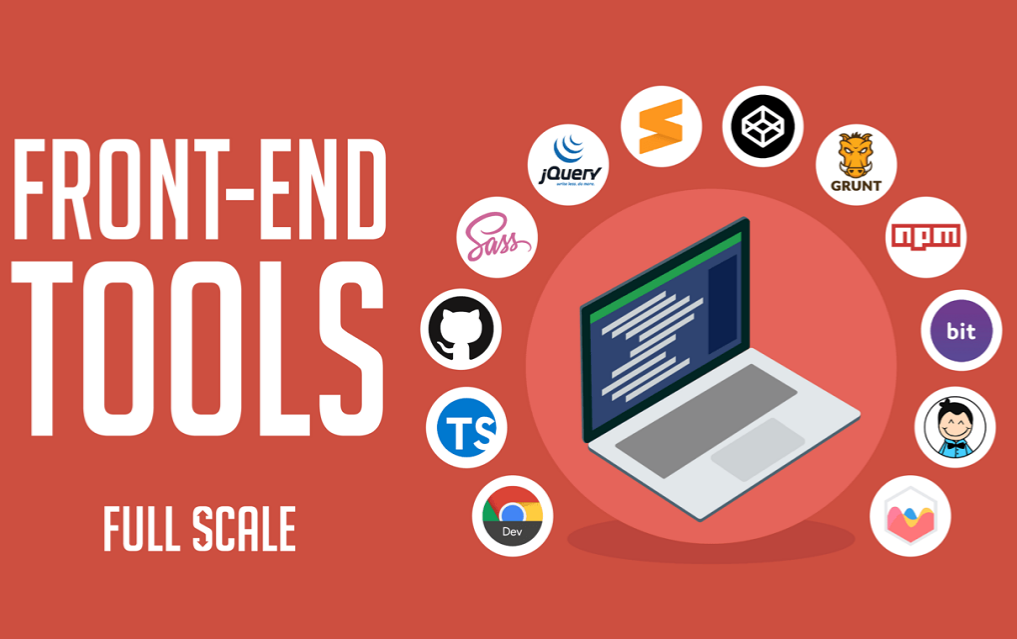 FRONT-END
TOOLS
FULL SCALE
jQuery
write less, do more.
GRUNT
Sass
npm
bit
TS
Dev